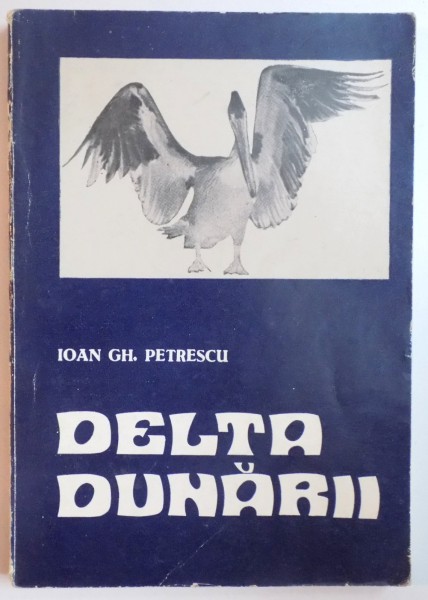 IOAN GH. PETRESCU
DELTA
DUNĂRII